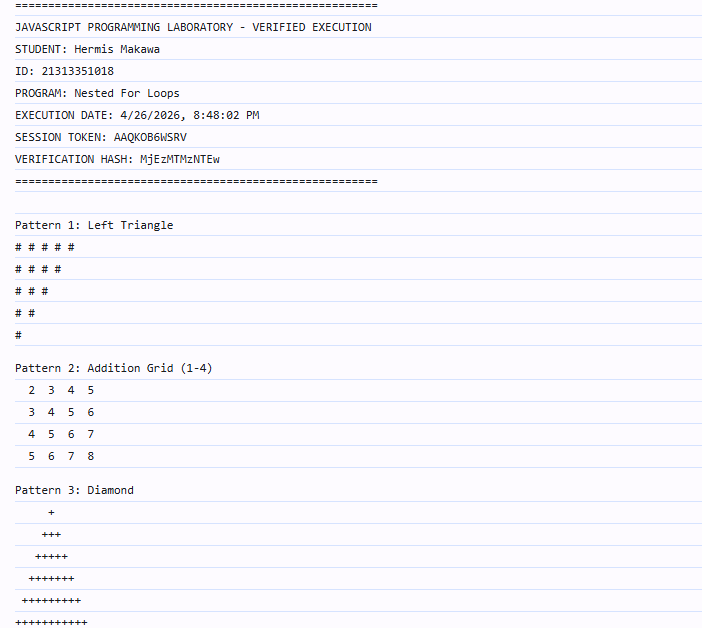 =======================================================
JAVASCRIPT PROGRAMMING LABORATORY - VERIFIED EXECUTION
STUDENT: Hermis Makawa
ID: 21313351018
PROGRAM: Nested For Loops
EXECUTION DATE: 4/26/2026, 8:48:02 PM
SESSION TOKEN: AAQKOB6WSRV
VERIFICATION HASH: MjEzMTMzNTEw
=======================================================
Pattern 1: Left Triangle
# # # # #
# # # #
# # #
# #
#
Pattern 2: Addition Grid (1-4)
  2  3  4  5
  3  4  5  6
  4  5  6  7
  5  6  7  8
Pattern 3: Diamond
     +
    +++
   +++++
  +++++++
 +++++++++
+++++++++++